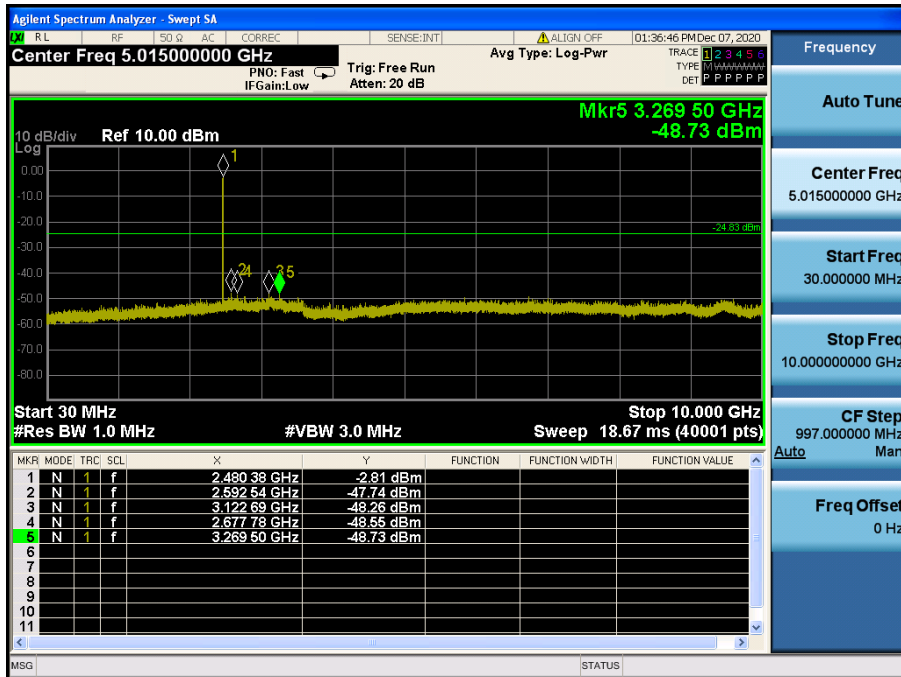 Agilent Spectrum Analyzer - Swept SA
LXI RL RF 50 Ω AC CORREC SENSE:INT ALIGN OFF 01:36:46 PM Dec 07, 2020
Center Freq 5.015000000 GHz
PNO: Fast
IFGain:Low
Trig: Free Run
Atten: 20 dB
Avg Type: Log-Pwr
TRACE 1 2 3 4 5 6
TYPE M
DET P P P P P P
Mkr5 3.269 50 GHz
-48.73 dBm
10 dB/div Ref 10.00 dBm
Log
0.00
-10.0
-20.0
-30.0
-40.0
-50.0
-60.0
-70.0
-80.0
1
-24.83 dBm
2 4 3 5
Start 30 MHz
Stop 10.000 GHz
#Res BW 1.0 MHz #VBW 3.0 MHz Sweep 18.67 ms (40001 pts)
MKR MODE TRC SCL X Y FUNCTION FUNCTION WIDTH FUNCTION VALUE
1 N 1 f 2.480 38 GHz -2.81 dBm
2 N 1 f 2.592 54 GHz -47.74 dBm
3 N 1 f 3.122 69 GHz -48.26 dBm
4 N 1 f 2.677 78 GHz -48.55 dBm
5 N 1 f 3.269 50 GHz -48.73 dBm
6
7
8
9
10
11
MSG STATUS
Frequency
Auto Tune
Center Freq
5.015000000 GHz
Start Freq
30.000000 MHz
Stop Freq
10.000000000 GHz
CF Step
997.000000 MHz
Auto Man
Freq Offset
0 Hz